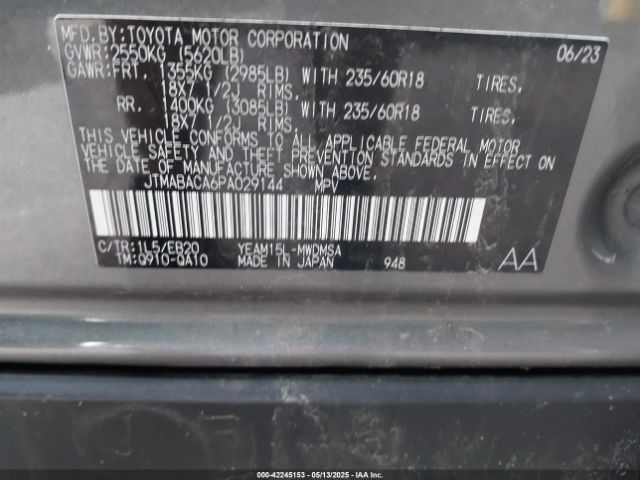 MFD.BY:TOYOTA MOTOR CORPORATION 06/23
GVWR:2550KG (5620LB)
GAWR:FRT. 1355KG (2985LB) WITH 235/60R18 TIRES,
18X7 1/2J RIMS,
RR. 1400KG (3085LB) WITH 235/60R18 TIRES,
18X7 1/2J RIMS,
THIS VEHICLE CONFORMS TO ALL APPLICABLE FEDERAL MOTOR
VEHICLE SAFETY, BUMPER, AND THEFT PREVENTION STANDARDS IN EFFECT
ON THE DATE OF MANUFACTURE SHOWN ABOVE.
JTMABACA6PA029144 MPV
C/TR:1L5/EB20 YEAM15L-MWDMSA
TM:Q910-QA10 MADE IN JAPAN 948 AA
000-42245153 - 05/13/2025 - IAAI.COM